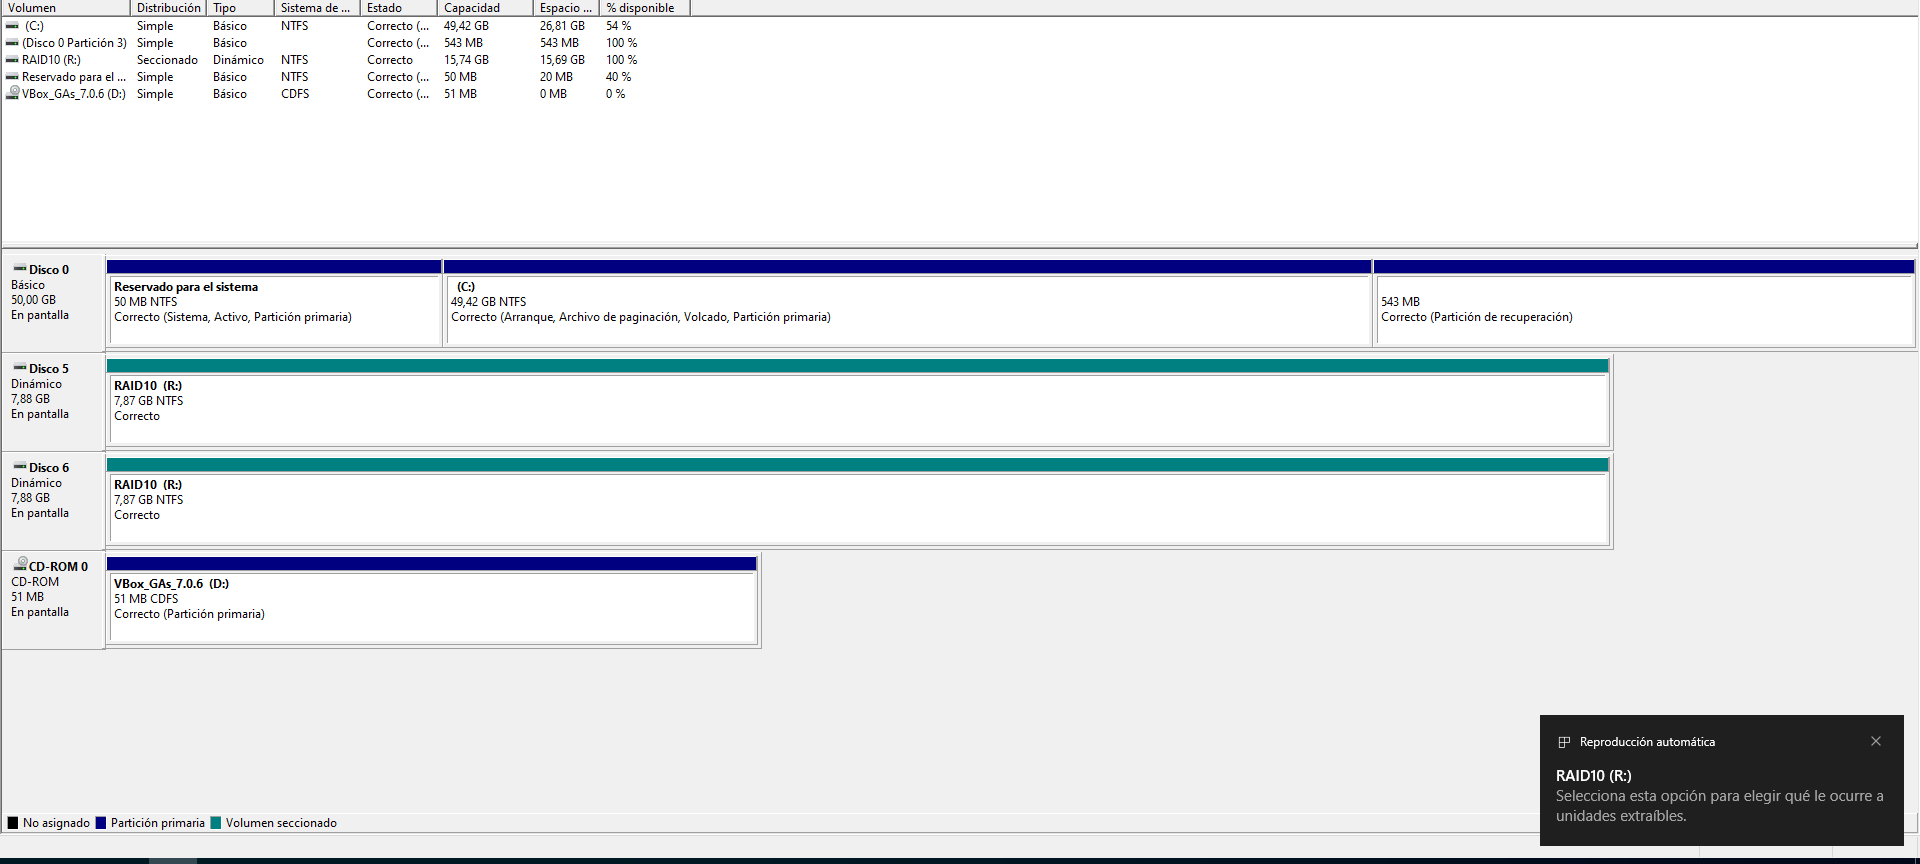 Volumen Distribución Tipo Sistema de ... Estado Capacidad Espacio ... % disponible
(C:) Simple Básico NTFS Correcto (... 49,42 GB 26,81 GB 54 %
(Disco 0 Partición 3) Simple Básico Correcto (... 543 MB 543 MB 100 %
RAID10 (R:) Seccionado Dinámico NTFS Correcto 15,74 GB 15,69 GB 100 %
Reservado para el ... Simple Básico NTFS Correcto (... 50 MB 20 MB 40 %
VBox_GAs_7.0.6 (D:) Simple Básico CDFS Correcto (... 51 MB 0 MB 0 %
Disco 0
Básico
50,00 GB
En pantalla
Reservado para el sistema
50 MB NTFS
Correcto (Sistema, Activo, Partición primaria)
(C:)
49,42 GB NTFS
Correcto (Arranque, Archivo de paginación, Volcado, Partición primaria)
543 MB
Correcto (Partición de recuperación)
Disco 5
Dinámico
7,88 GB
En pantalla
RAID10 (R:)
7,87 GB NTFS
Correcto
Disco 6
Dinámico
7,88 GB
En pantalla
RAID10 (R:)
7,87 GB NTFS
Correcto
CD-ROM 0
CD-ROM
51 MB
En pantalla
VBox_GAs_7.0.6 (D:)
51 MB CDFS
Correcto (Partición primaria)
Reproducción automática
RAID10 (R:)
Selecciona esta opción para elegir qué le ocurre a
unidades extraíbles.
No asignado Partición primaria Volumen seccionado